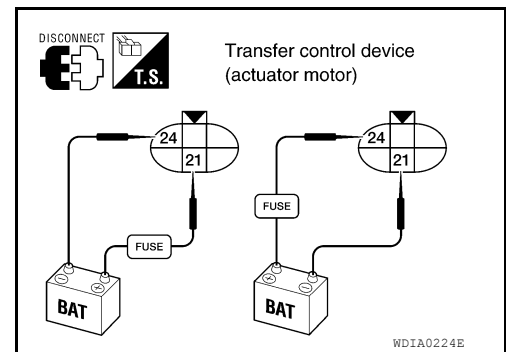 DISCONNECT
T.S.
Transfer control device
(actuator motor)
24
21
FUSE
− +
BAT
24
21
FUSE
+ −
BAT
WDIA0224E